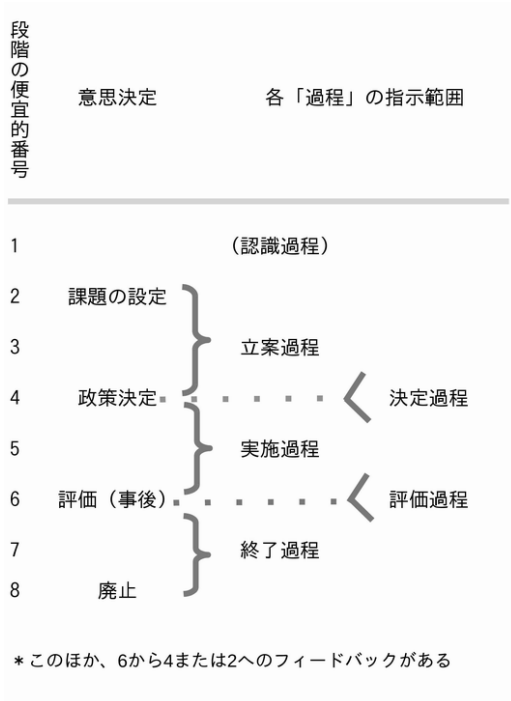 段階の便宜的番号
意思決定 各「過程」の指示範囲
1 （認識過程）
2 課題の設定
3 立案過程
4 政策決定 決定過程
5 実施過程
6 評価（事後） 評価過程
7 終了過程
8 廃止
＊このほか、6から4または2へのフィードバックがある